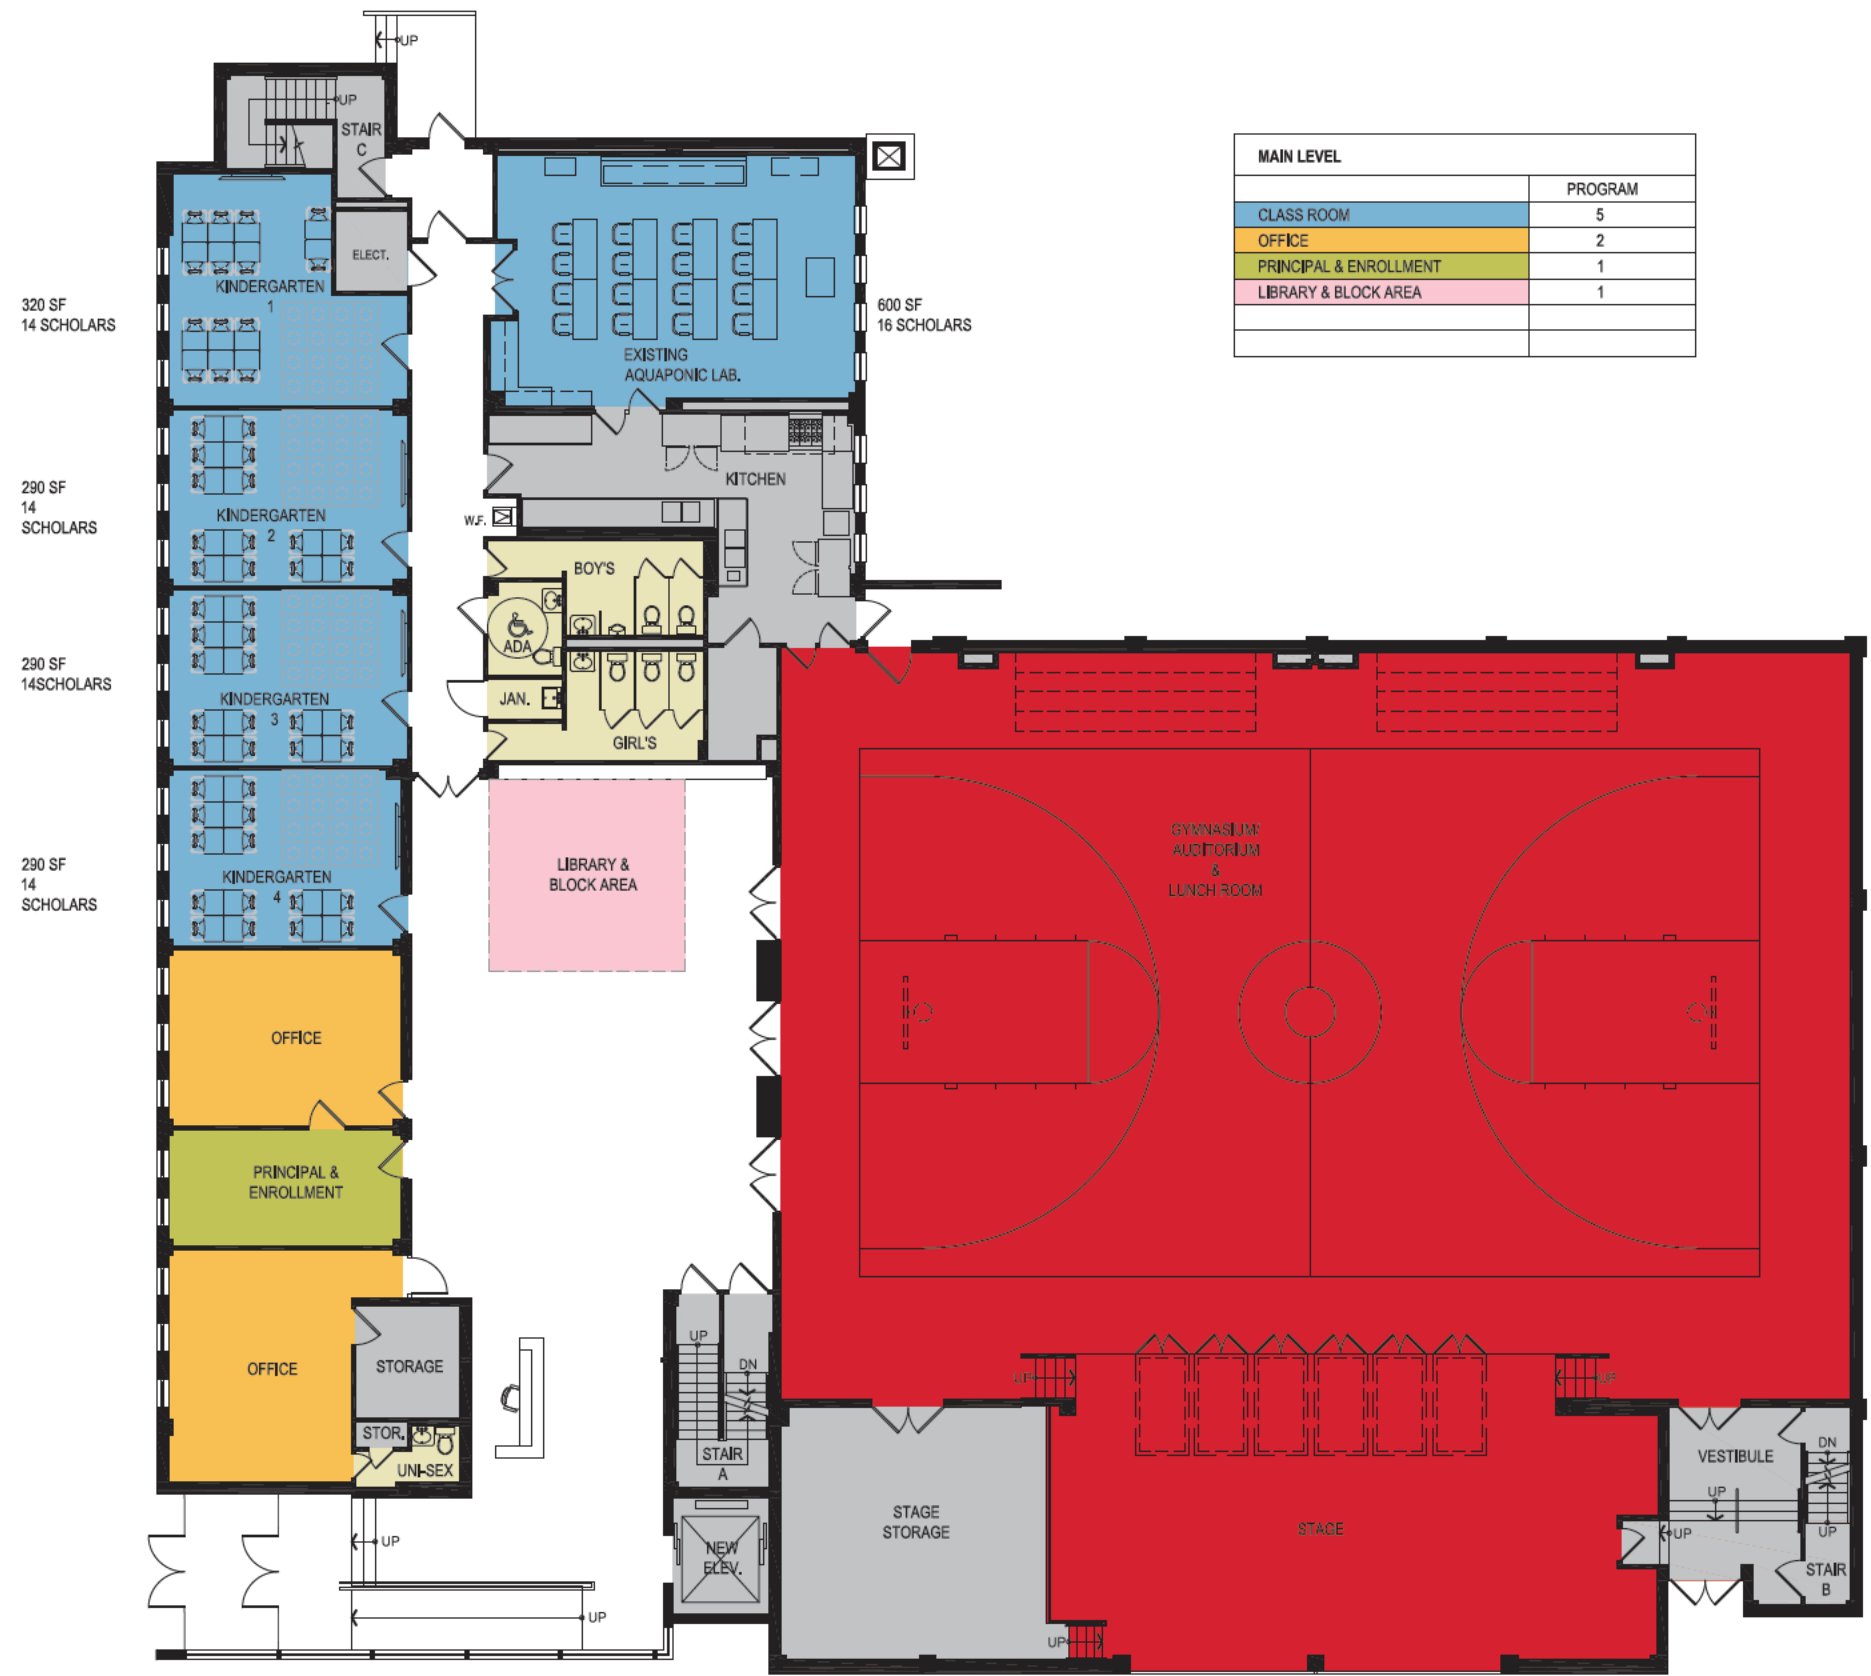 UP
UP
STAIR
C
ELECT.
MAIN LEVEL
PROGRAM
CLASS ROOM 5
OFFICE 2
PRINCIPAL & ENROLLMENT 1
LIBRARY & BLOCK AREA 1
320 SF
14 SCHOLARS
KINDERGARTEN
1
600 SF
16 SCHOLARS
EXISTING
AQUAPONIC LAB.
290 SF
14
SCHOLARS
KINDERGARTEN
2
KITCHEN
W.F.
BOY'S
ADA
JAN.
GIRL'S
290 SF
14SCHOLARS
KINDERGARTEN
3
290 SF
14
SCHOLARS
KINDERGARTEN
4
LIBRARY &
BLOCK AREA
GYMNASIUM/
AUDITORIUM
&
LUNCH ROOM
OFFICE
PRINCIPAL &
ENROLLMENT
OFFICE
STORAGE
STOR.
UNI-SEX
UP
DN
STAIR
A
NEW
ELEV.
UP
UP
UP
UP
STAGE
STORAGE
STAGE
UP
VESTIBULE
UP
UP
DN
UP
STAIR
B